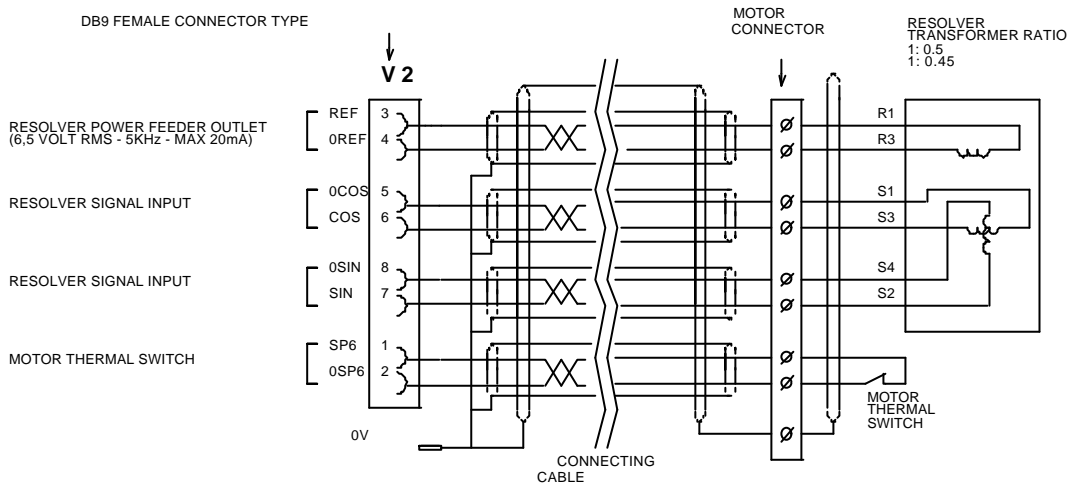 DB9 FEMALE CONNECTOR TYPE
MOTOR
CONNECTOR
RESOLVER
TRANSFORMER RATIO
1: 0.5
1: 0.45
V 2
RESOLVER POWER FEEDER OUTLET
(6,5 VOLT RMS - 5KHz - MAX 20mA)
REF 3
0REF 4
R1
R3
RESOLVER SIGNAL INPUT
0COS 5
COS 6
S1
S3
RESOLVER SIGNAL INPUT
0SIN 8
SIN 7
S4
S2
MOTOR THERMAL SWITCH
SP6 1
0SP6 2
MOTOR
THERMAL
SWITCH
0V
CONNECTING
CABLE